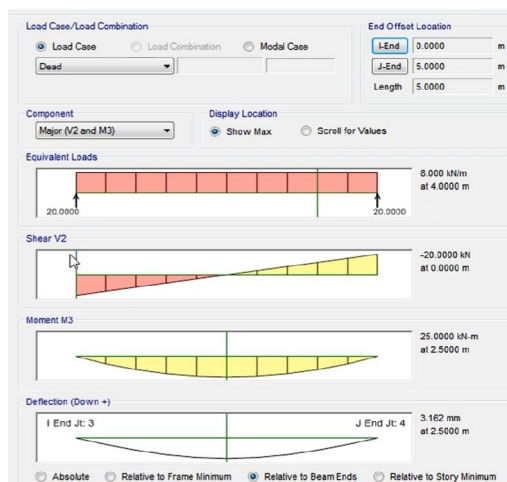 Load Case/Load Combination
Load Case
Load Combination
Modal Case
Dead
End Offset Location
I-End 0.0000 m
J-End 5.0000 m
Length 5.0000 m
Component
Major (V2 and M3)
Display Location
Show Max
Scroll for Values
Equivalent Loads
20.0000
20.0000
8.000 kN/m
at 4.0000 m
Shear V2
-20.0000 kN
at 0.0000 m
Moment M3
25.0000 kN-m
at 2.5000 m
Deflection (Down +)
I End Jt: 3
J End Jt: 4
3.162 mm
at 2.5000 m
Absolute
Relative to Frame Minimum
Relative to Beam Ends
Relative to Story Minimum